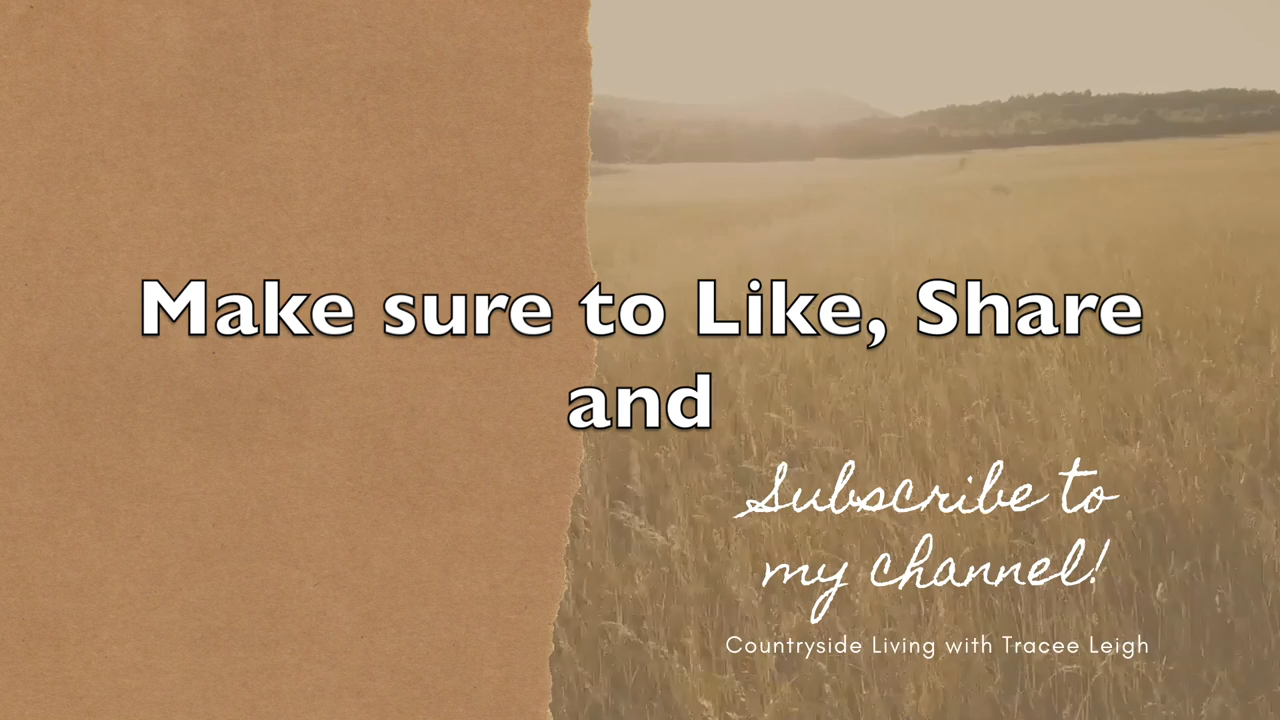 Make sure to Like, Share
and
Subscribe to
my channel!
Countryside Living with Tracee Leigh